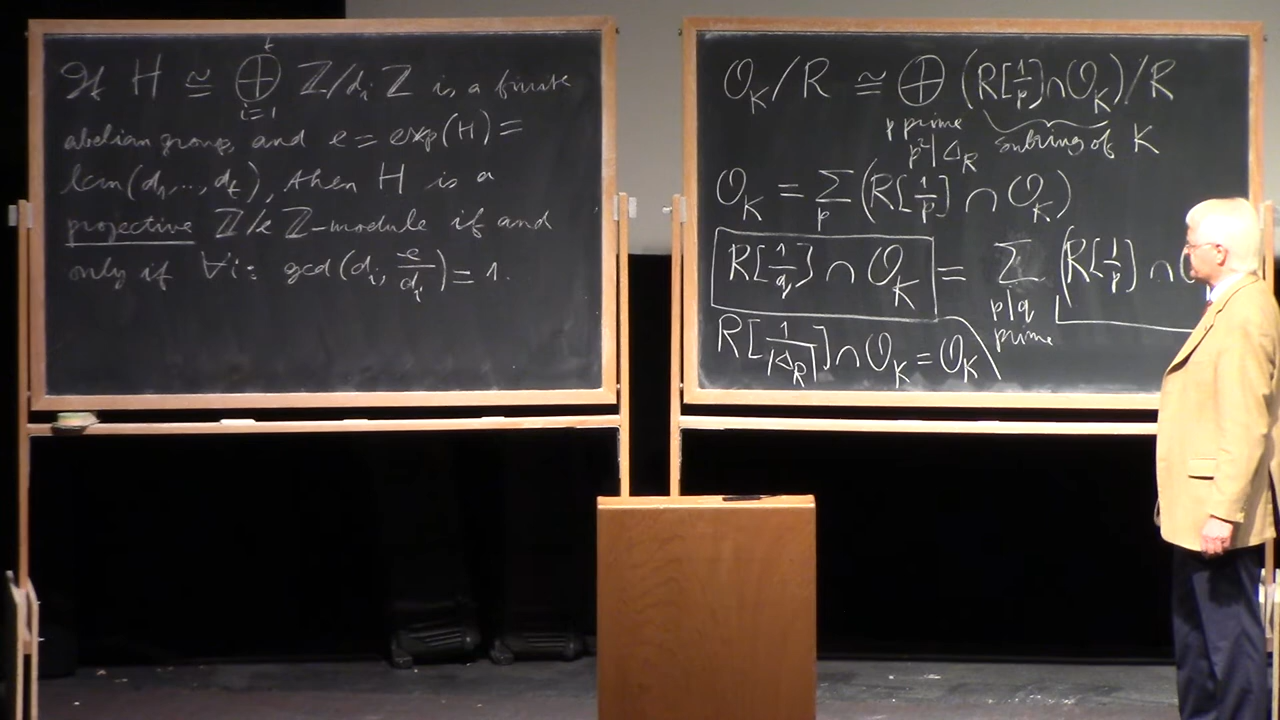 If H ≅ ⊕_{i=1}^{t} ℤ/d_iℤ is a finite
abelian group, and e = exp(H) =
lcm(d_1,...,d_t), then H is a
projective ℤ/eℤ-module if and
only if ∀i: gcd(d_i, e/d_i) = 1.
O_K/R ≅ ⊕ (R[1/p] ∩ O_K)/R
p prime
p²|Δ_R subring of K
O_K = Σ_p (R[1/p] ∩ O_K)
R[1/q] ∩ O_K = Σ (R[1/p] ∩ O
p|q
prime
R[1/|Δ_R|] ∩ O_K = O_K